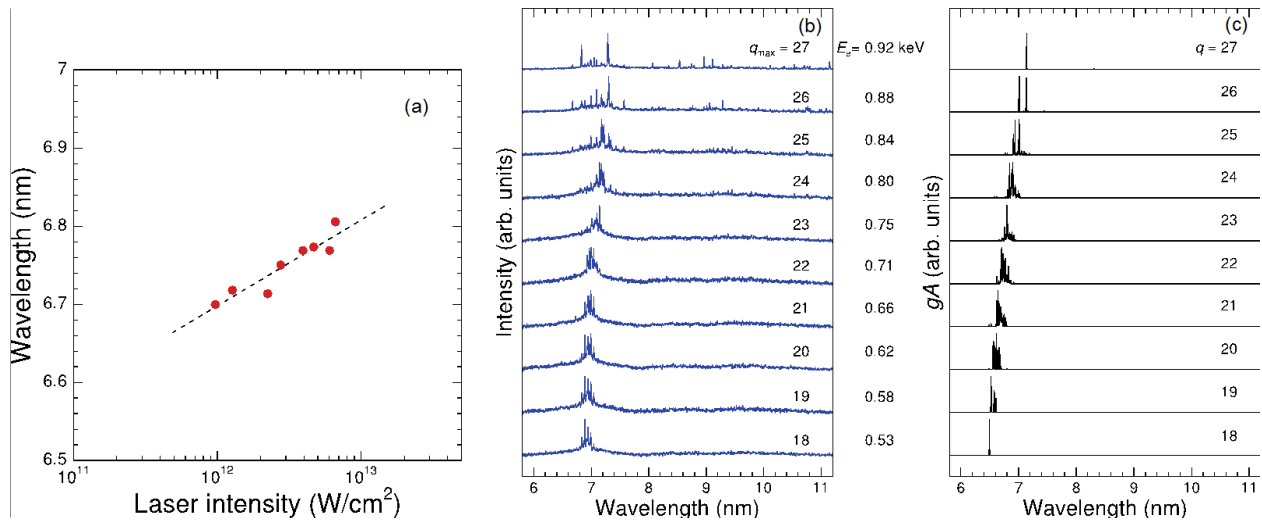 (a)
Wavelength (nm)
7
6.9
6.8
6.7
6.6
6.5
10^11
10^12
10^13
Laser intensity (W/cm²)
(b)
Intensity (arb. units)
q_max = 27 E_e = 0.92 keV
26 0.88
25 0.84
24 0.80
23 0.75
22 0.71
21 0.66
20 0.62
19 0.58
18 0.53
6 7 8 9 10 11
Wavelength (nm)
(c)
gA (arb. units)
q = 27
26
25
24
23
22
21
20
19
18
6 7 8 9 10 11
Wavelength (nm)